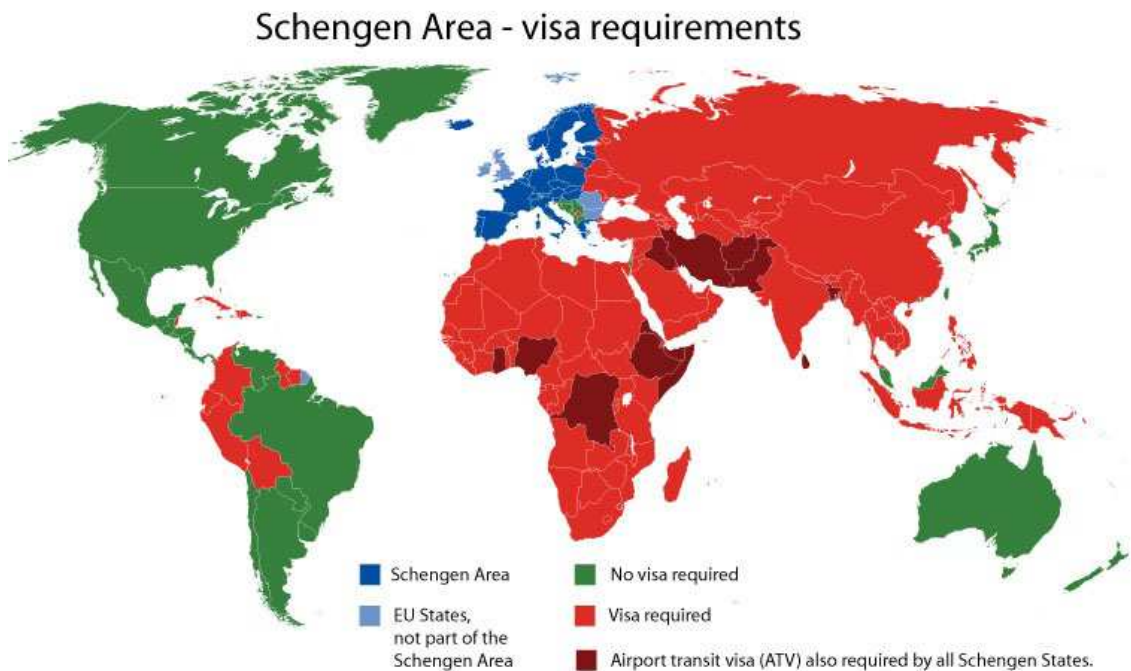 Schengen Area - visa requirements
Schengen Area
EU States,
not part of the
Schengen Area
No visa required
Visa required
Airport transit visa (ATV) also required by all Schengen States.